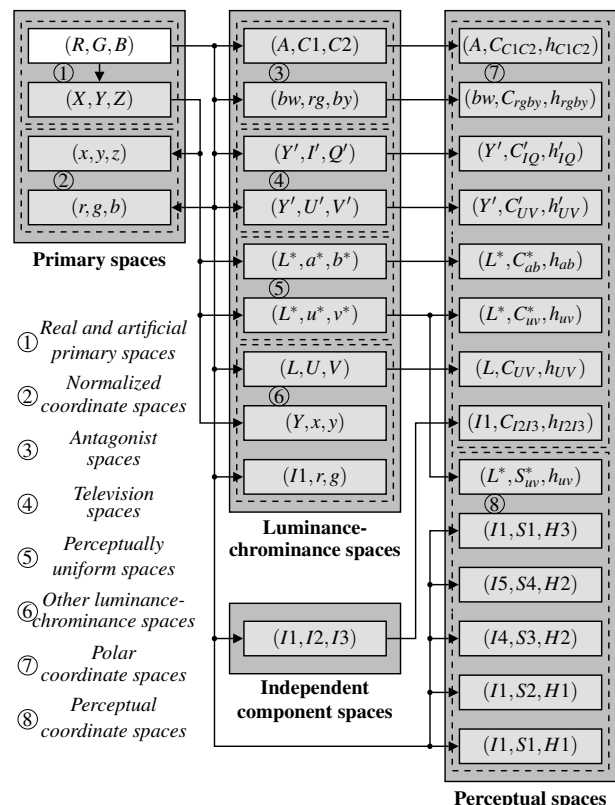 (R,G,B)
①
(X,Y,Z)
(x,y,z)
②
(r,g,b)
Primary spaces
(A,C1,C2)
③
(bw,rg,by)
(Y′,I′,Q′)
④
(Y′,U′,V′)
(L*,a*,b*)
⑤
(L*,u*,v*)
(L,U,V)
⑥
(Y,x,y)
(I1,r,g)
Luminance-
chrominance spaces
(I1,I2,I3)
Independent
component spaces
(A,C_{C1C2},h_{C1C2})
⑦
(bw,C_{rgby},h_{rgby})
(Y′,C′_{IQ},h′_{IQ})
(Y′,C′_{UV},h′_{UV})
(L*,C*_{ab},h_{ab})
(L*,C*_{uv},h_{uv})
(L,C_{UV},h_{UV})
(I1,C_{I2I3},h_{I2I3})
(L*,S*_{uv},h_{uv})
⑧
(I1,S1,H3)
(I5,S4,H2)
(I4,S3,H2)
(I1,S2,H1)
(I1,S1,H1)
Perceptual spaces
① Real and artificial
primary spaces
② Normalized
coordinate spaces
③ Antagonist
spaces
④ Television
spaces
⑤ Perceptually
uniform spaces
⑥ Other luminance-
chrominance spaces
⑦ Polar
coordinate spaces
⑧ Perceptual
coordinate spaces